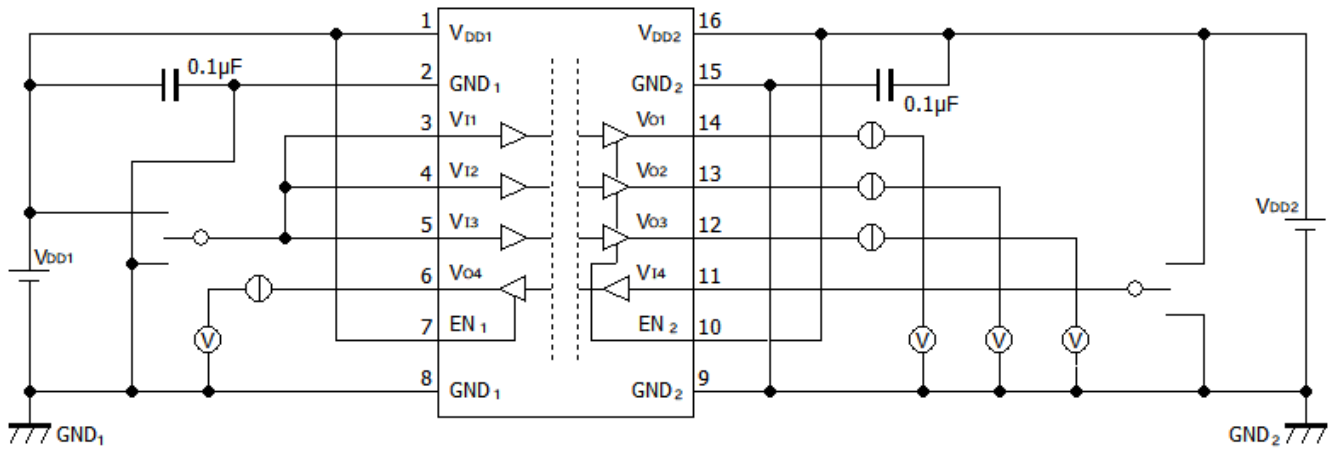 1 VDD1 VDD2 16
0.1µF 2 GND1 GND2 15 0.1µF
3 VI1 VO1 14
4 VI2 VO2 13
5 VI3 VO3 12
VDD1 VDD2
6 VO4 VI4 11
7 EN1 EN2 10
V V V V
8 GND1 GND2 9
GND1 GND2